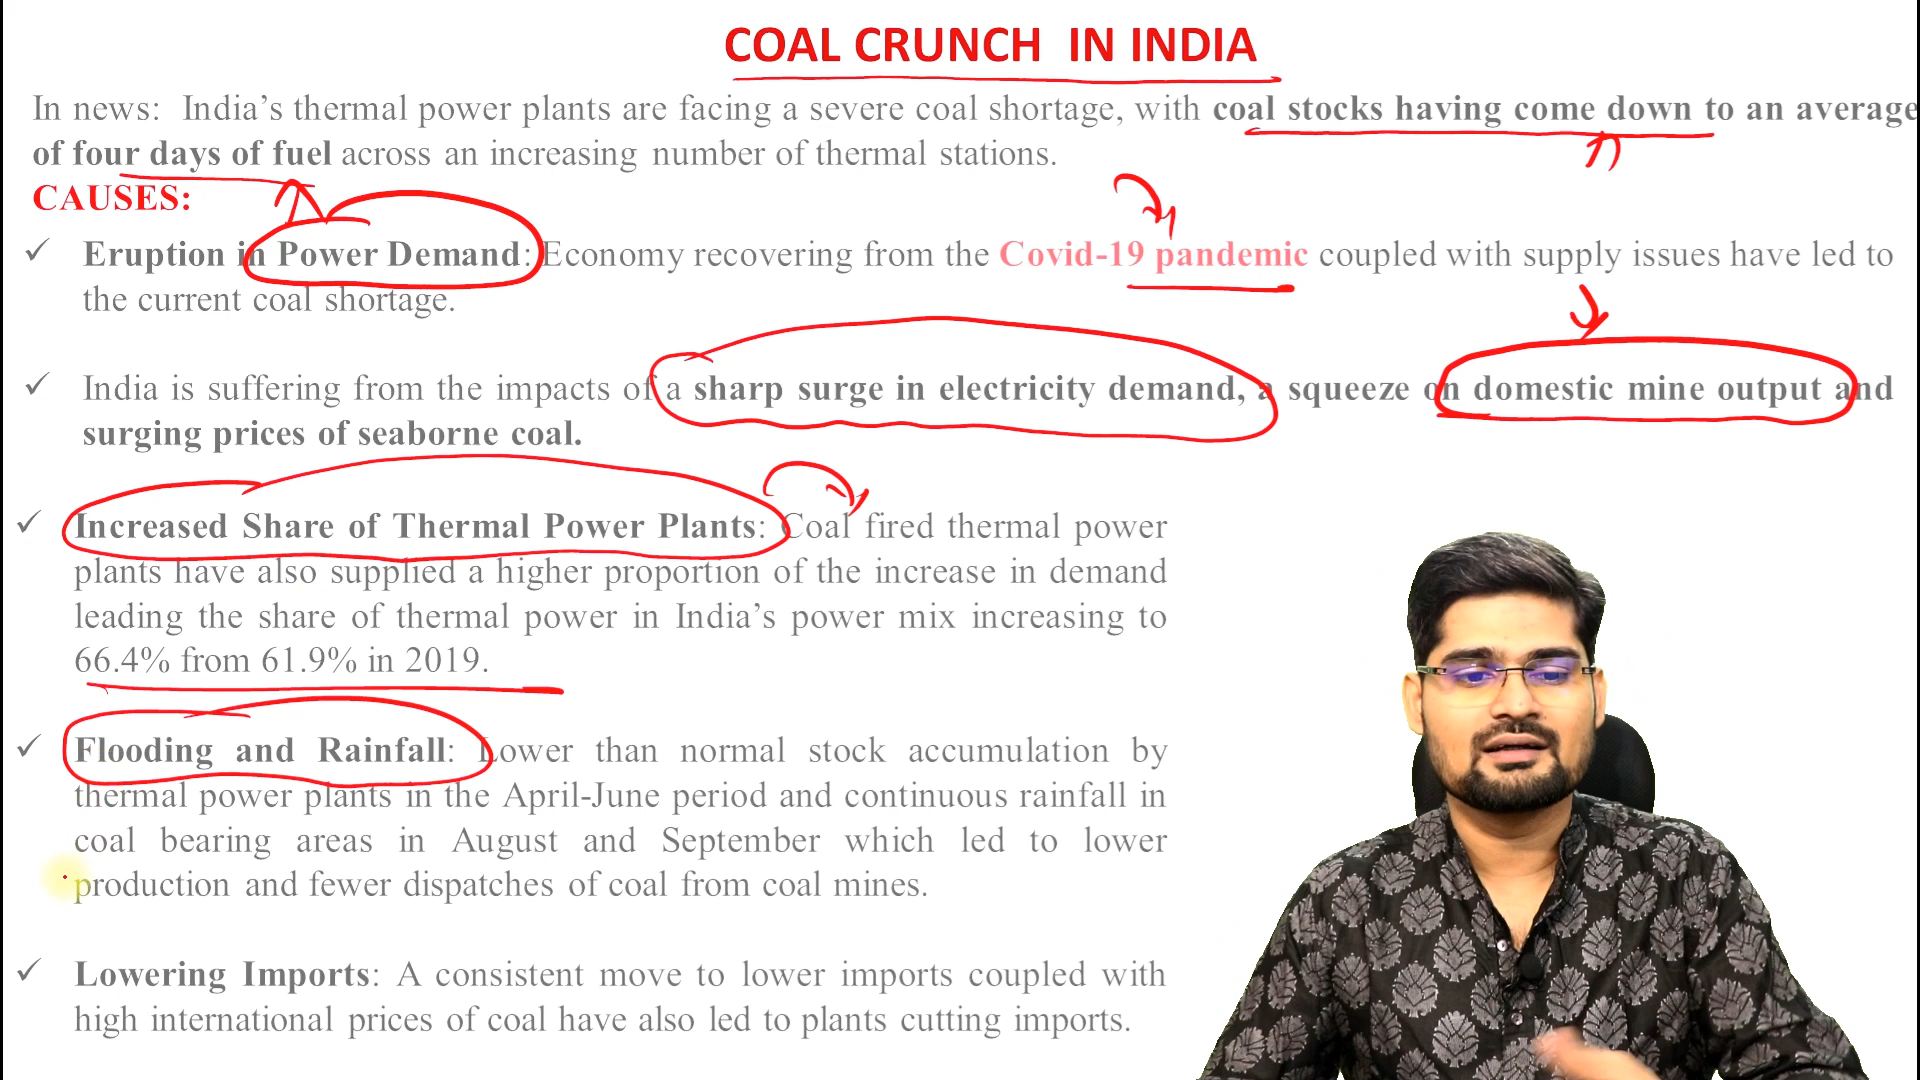 COAL CRUNCH IN INDIA
In news: India’s thermal power plants are facing a severe coal shortage, with coal stocks having come down to an average
of four days of fuel across an increasing number of thermal stations.
CAUSES:
✓ Eruption in Power Demand: Economy recovering from the Covid-19 pandemic coupled with supply issues have led to
the current coal shortage.
✓ India is suffering from the impacts of a sharp surge in electricity demand, a squeeze on domestic mine output and
surging prices of seaborne coal.
✓ Increased Share of Thermal Power Plants: Coal fired thermal power
plants have also supplied a higher proportion of the increase in demand
leading the share of thermal power in India’s power mix increasing to
66.4% from 61.9% in 2019.
✓ Flooding and Rainfall: Lower than normal stock accumulation by
thermal power plants in the April-June period and continuous rainfall in
coal bearing areas in August and September which led to lower
production and fewer dispatches of coal from coal mines.
✓ Lowering Imports: A consistent move to lower imports coupled with
high international prices of coal have also led to plants cutting imports.